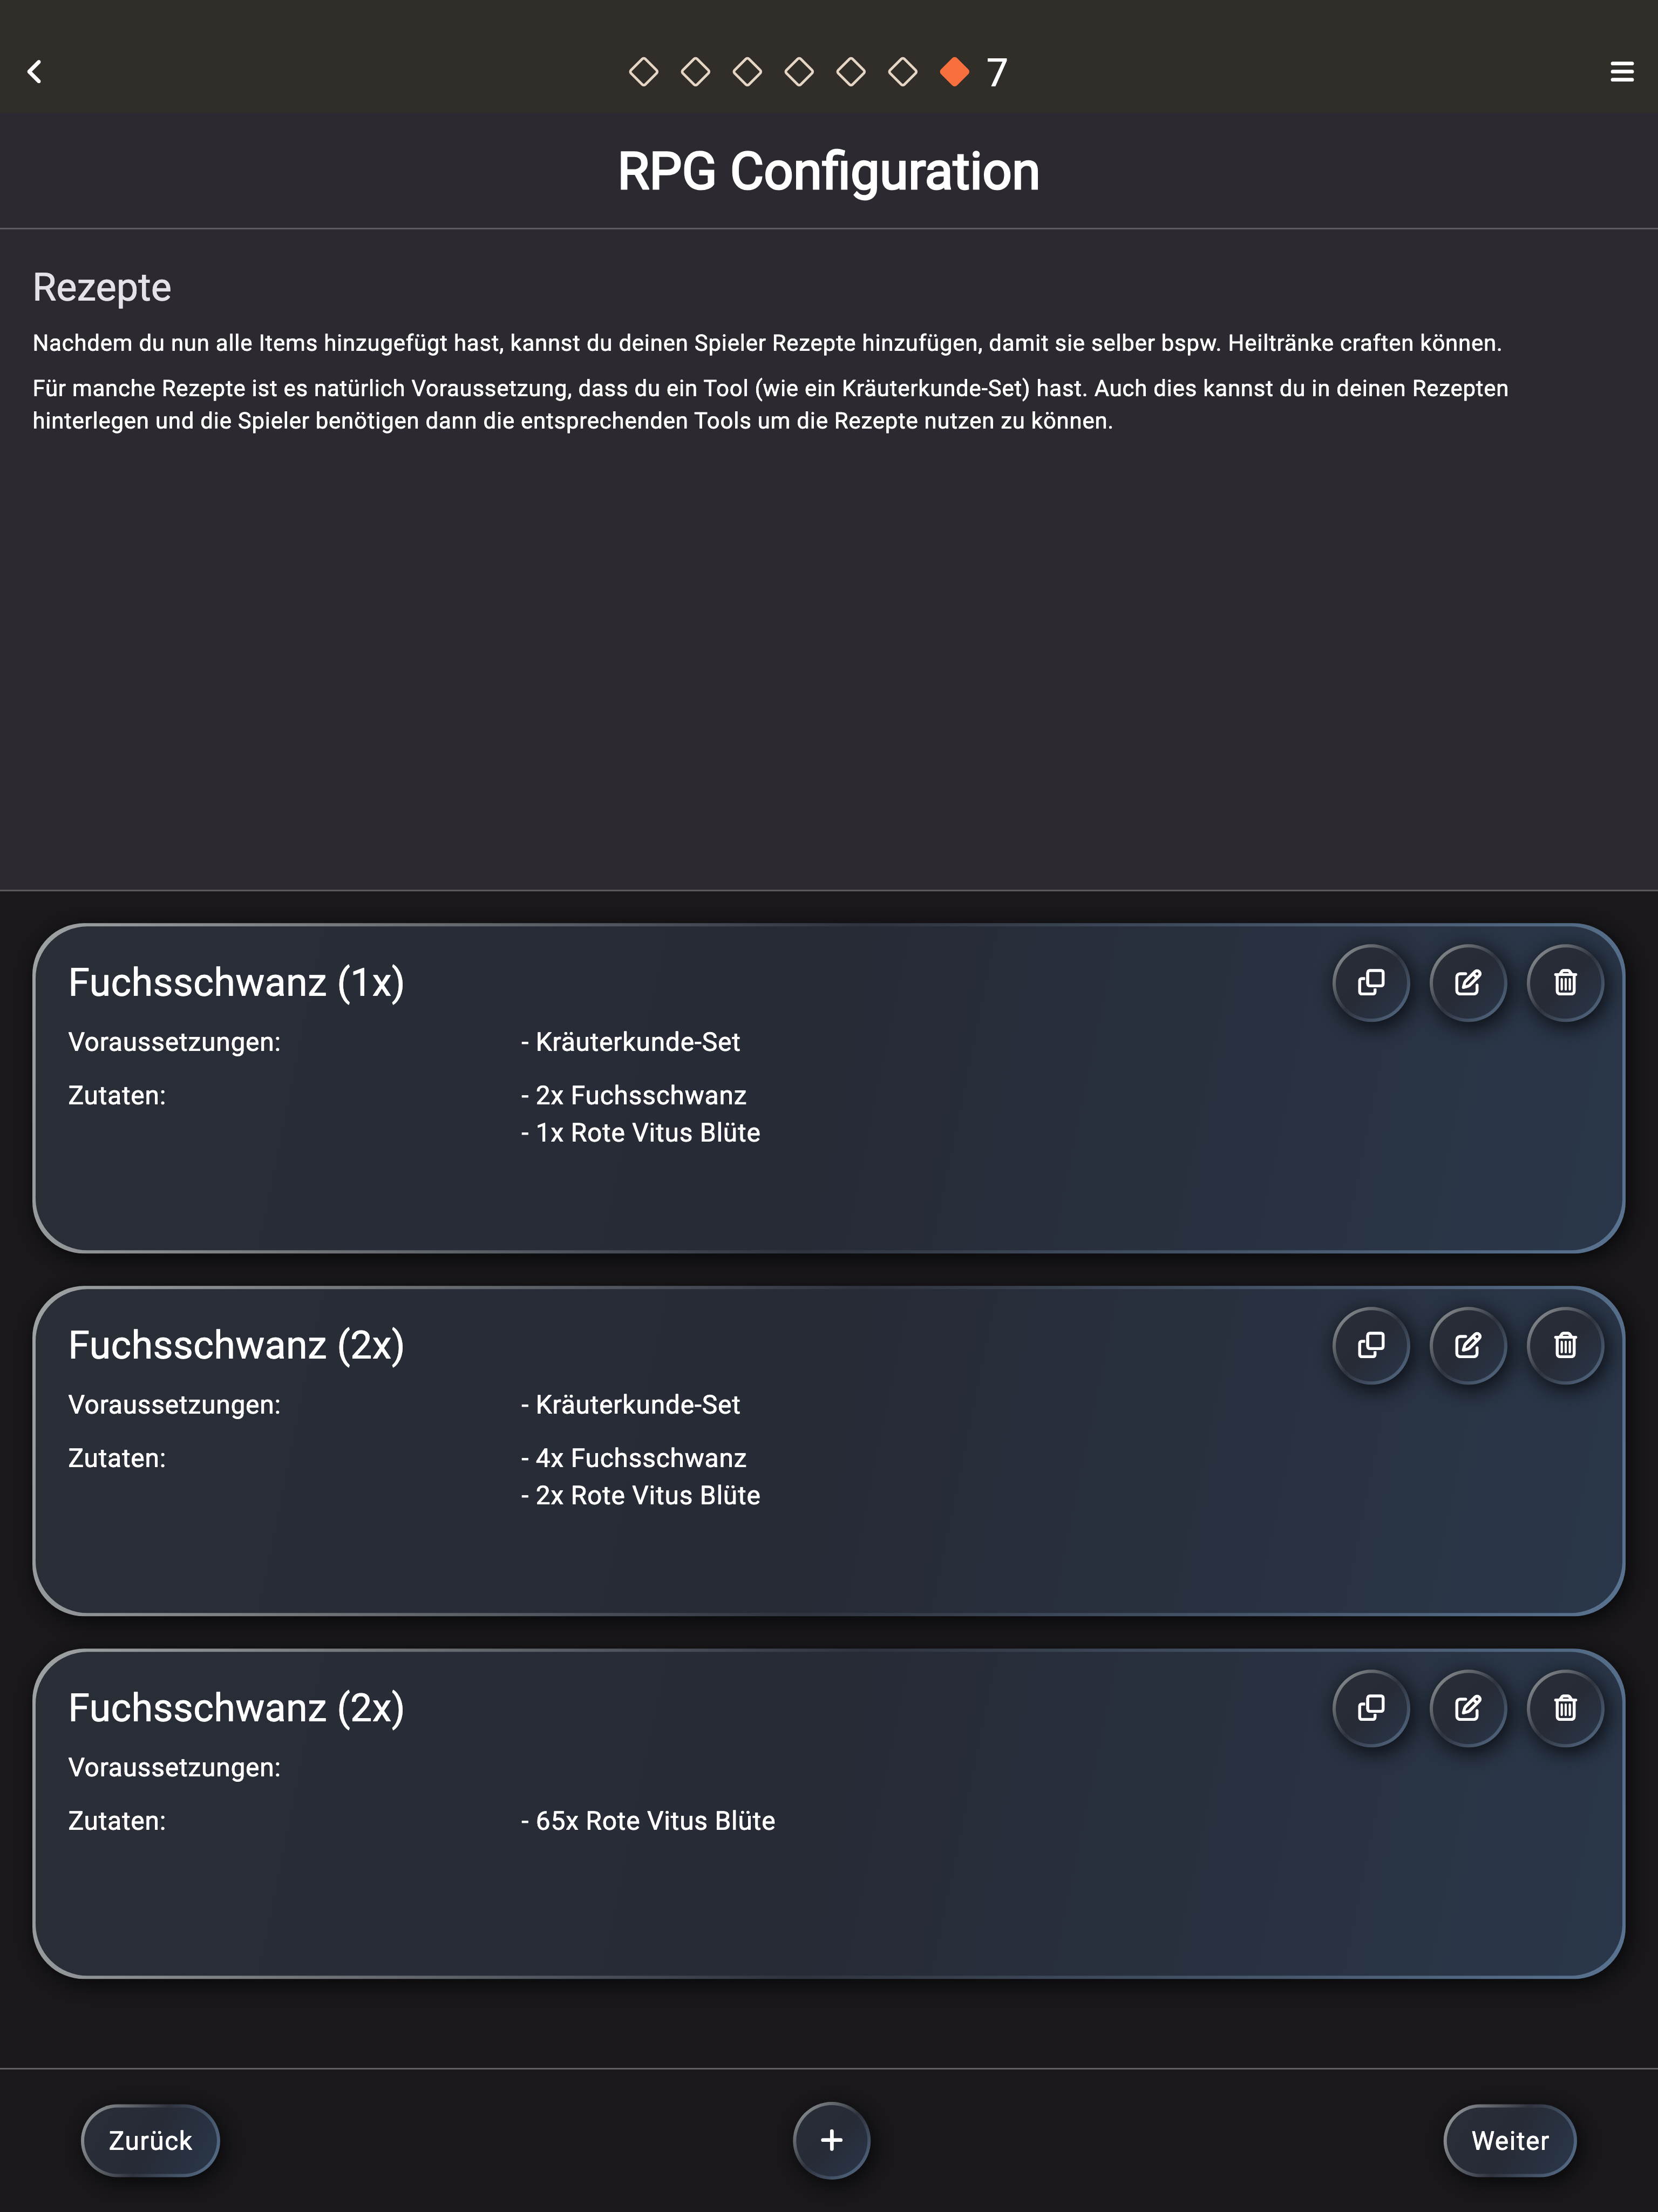 7
RPG Configuration
Rezepte
Nachdem du nun alle Items hinzugefügt hast, kannst du deinen Spieler Rezepte hinzufügen, damit sie selber bspw. Heiltränke craften können.
Für manche Rezepte ist es natürlich Voraussetzung, dass du ein Tool (wie ein Kräuterkunde-Set) hast. Auch dies kannst du in deinen Rezepten
hinterlegen und die Spieler benötigen dann die entsprechenden Tools um die Rezepte nutzen zu können.
Fuchsschwanz (1x)
Voraussetzungen: - Kräuterkunde-Set
Zutaten: - 2x Fuchsschwanz
- 1x Rote Vitus Blüte
Fuchsschwanz (2x)
Voraussetzungen: - Kräuterkunde-Set
Zutaten: - 4x Fuchsschwanz
- 2x Rote Vitus Blüte
Fuchsschwanz (2x)
Voraussetzungen:
Zutaten: - 65x Rote Vitus Blüte
Zurück + Weiter